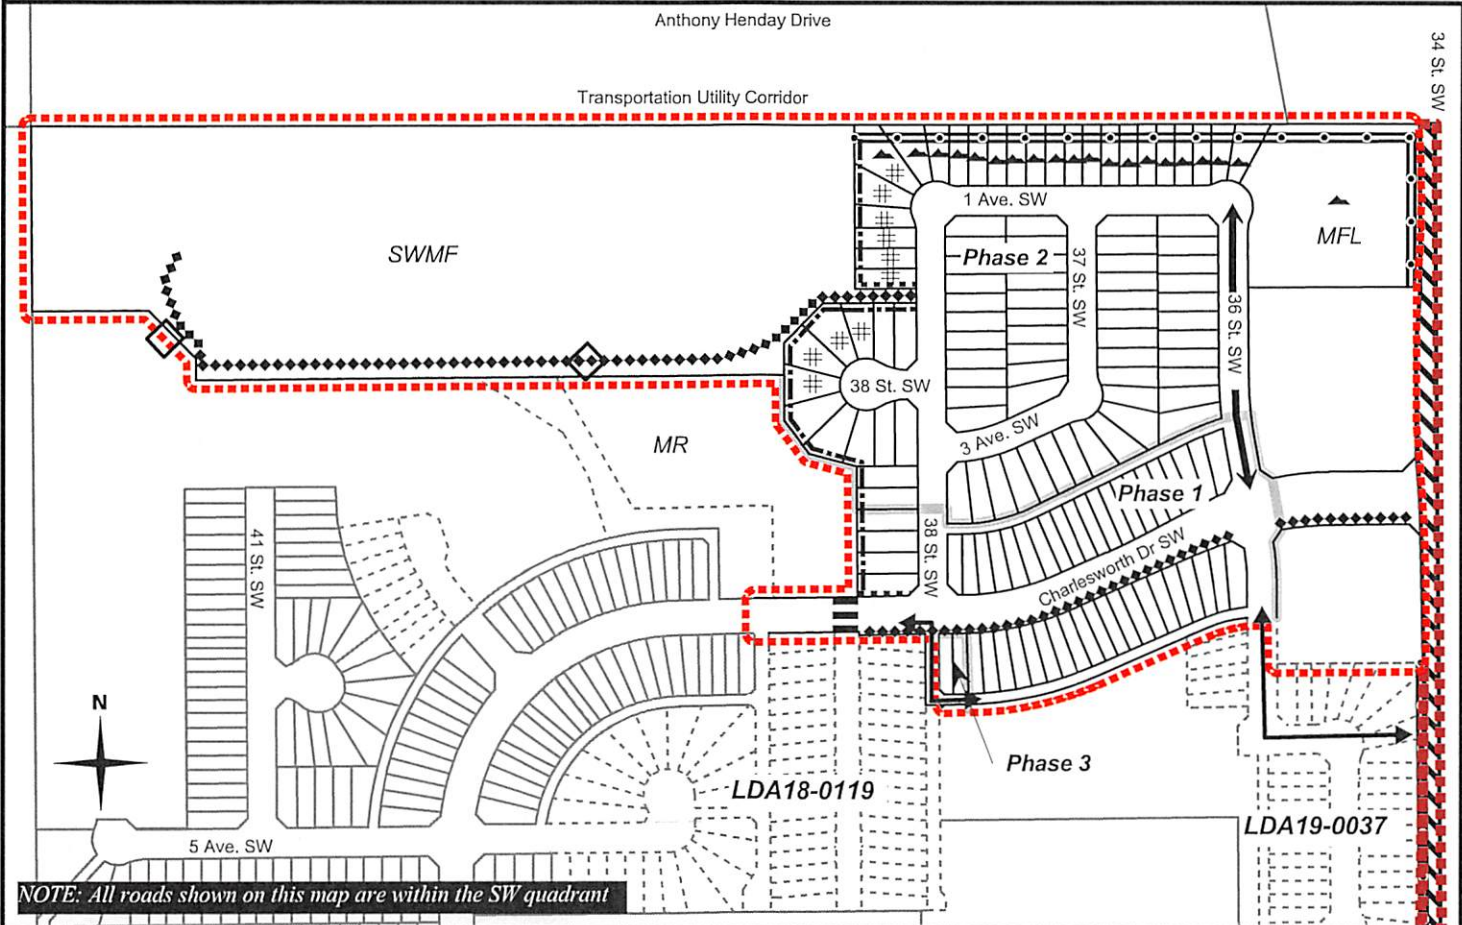 Anthony Henday Drive
34 St. SW
Transportation Utility Corridor
1 Ave. SW
SWMF
MFL
Phase 2
37 St. SW
36 St. SW
38 St. SW
3 Ave. SW
MR
Phase 1
41 St. SW
38 St. SW
Charlesworth Dr SW
N
Phase 3
LDA18-0119
LDA19-0037
5 Ave. SW
NOTE: All roads shown on this map are within the SW quadrant